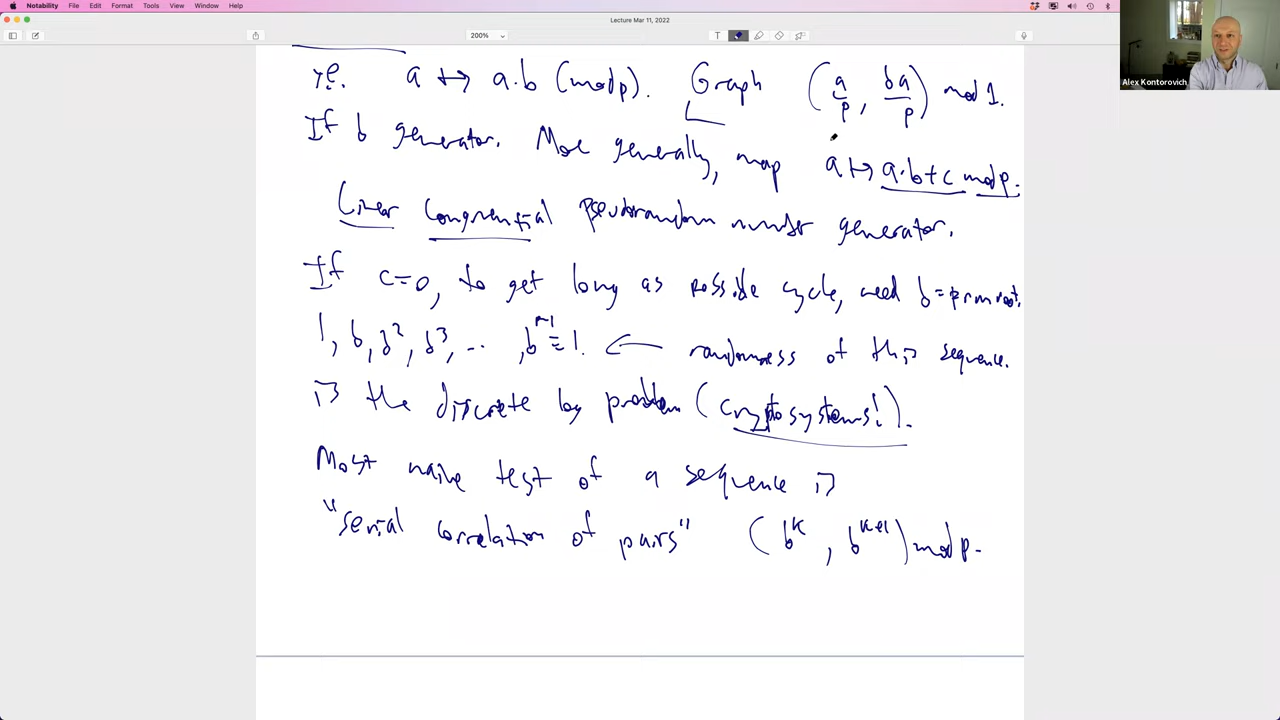 Notability File Edit View Tools View Window Help
Lecture Mar 11, 2022
200%
T
Alex Kontorovich
i.e. a ↦ a·b (mod p). Graph (a/p, ba/p) mod 1.
If b generator. More generally, map a ↦ a·b+c mod p.
Linear congruential pseudorandom number generator.
If c=0, to get long as possible cycle, need b=prim root.
1, b, b², b³, ... , b^{p-1} ≡ 1. ← randomness of this sequence.
is the discrete log problem (cryptosystems!).
Most naive test of a sequence is
"serial correlation of pairs" (b^k, b^{k+1}) mod p.